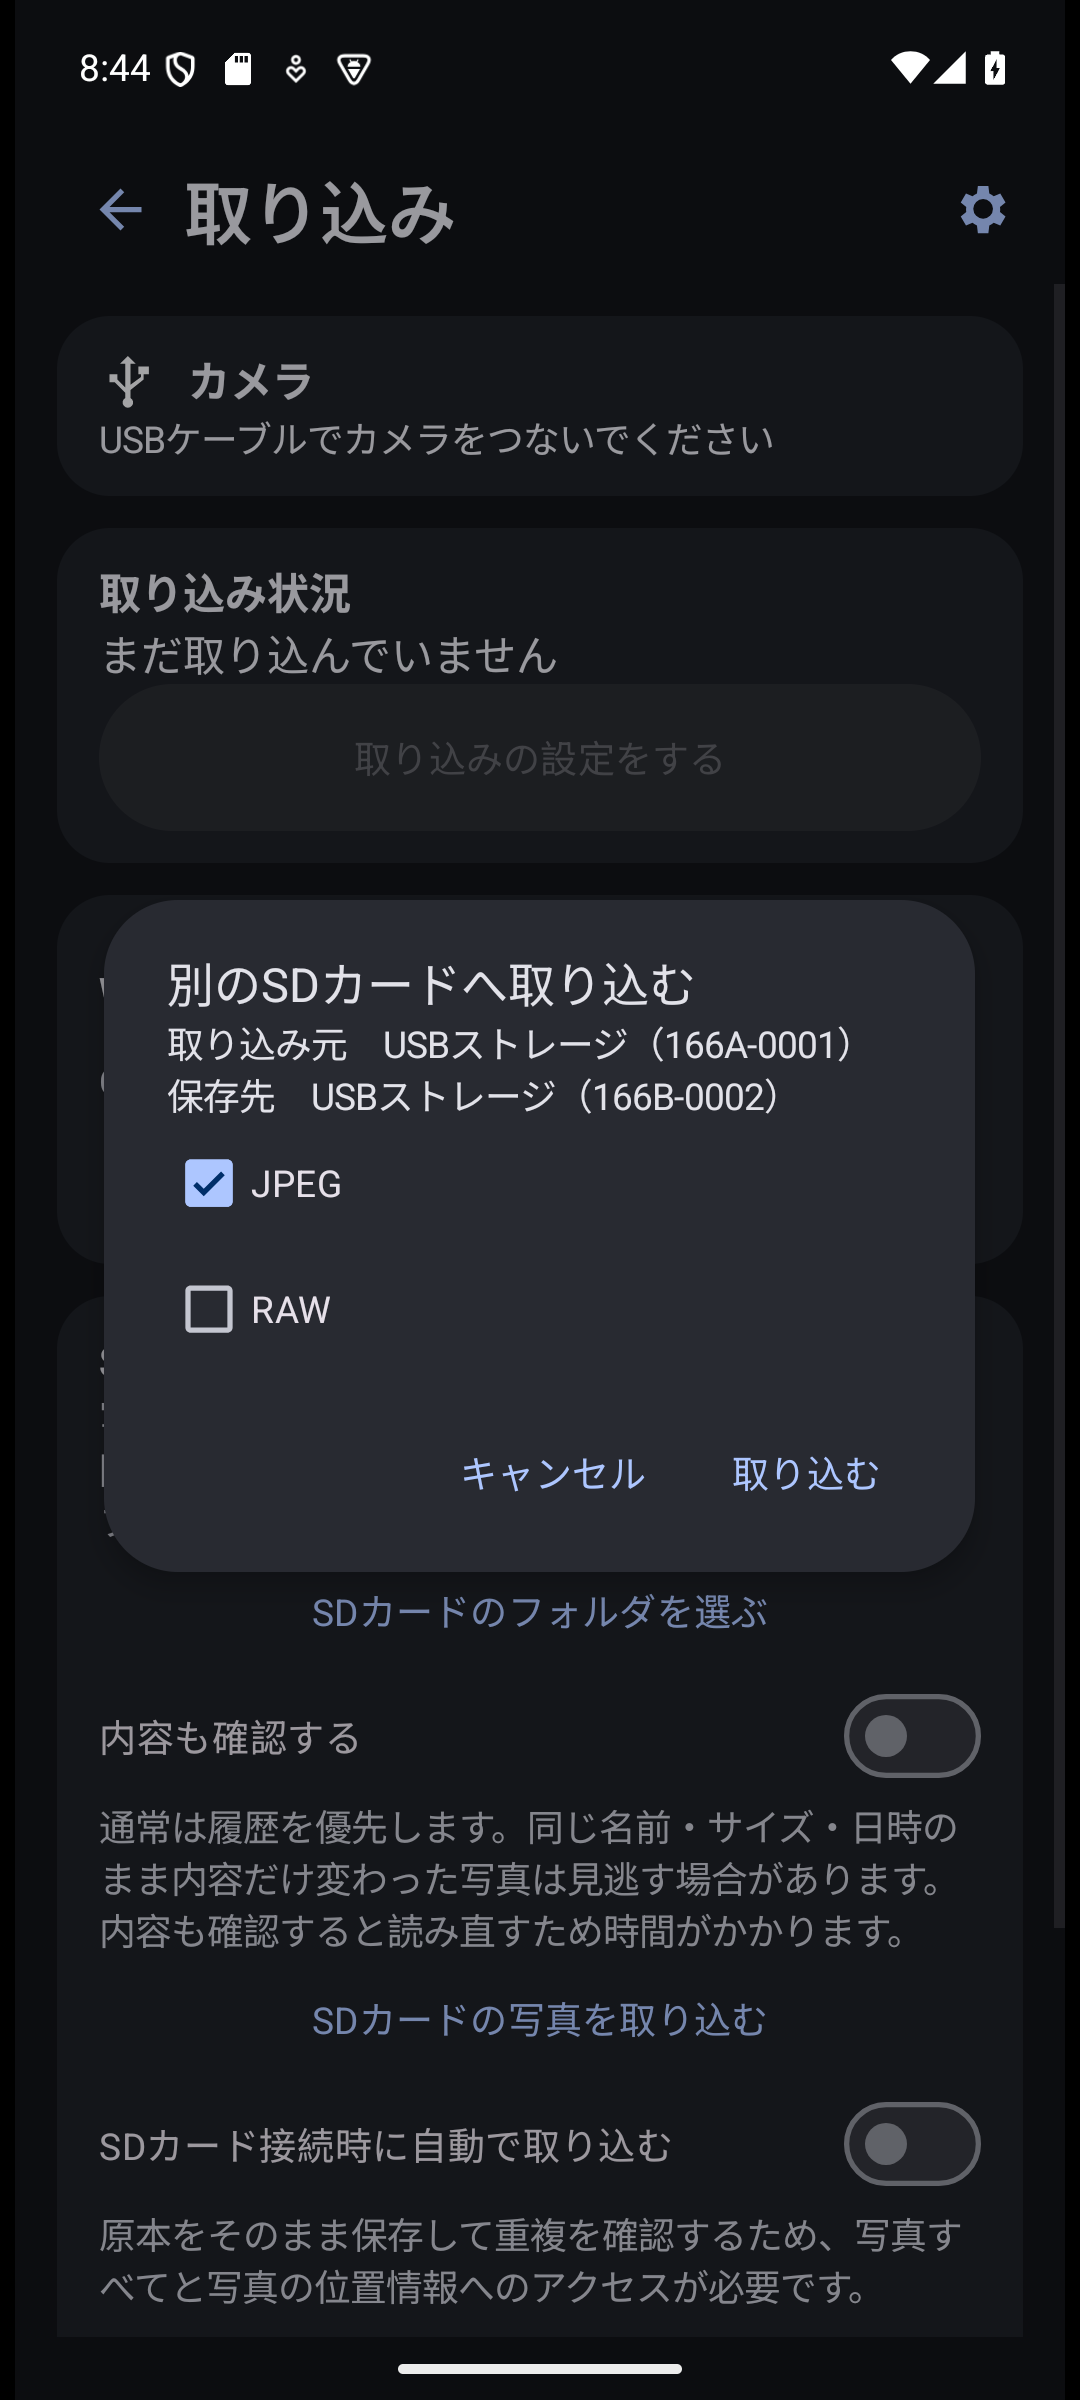 8:44
取り込み
カメラ
USBケーブルでカメラをつないでください
取り込み状況
まだ取り込んでいません
取り込みの設定をする
別のSDカードへ取り込む
取り込み元　USBストレージ（166A-0001）
保存先　USBストレージ（166B-0002）
JPEG
RAW
キャンセル
取り込む
SDカードのフォルダを選ぶ
内容も確認する
通常は履歴を優先します。同じ名前・サイズ・日時の
まま内容だけ変わった写真は見逃す場合があります。
内容も確認すると読み直すため時間がかかります。
SDカードの写真を取り込む
SDカード接続時に自動で取り込む
原本をそのまま保存して重複を確認するため、写真す
べてと写真の位置情報へのアクセスが必要です。